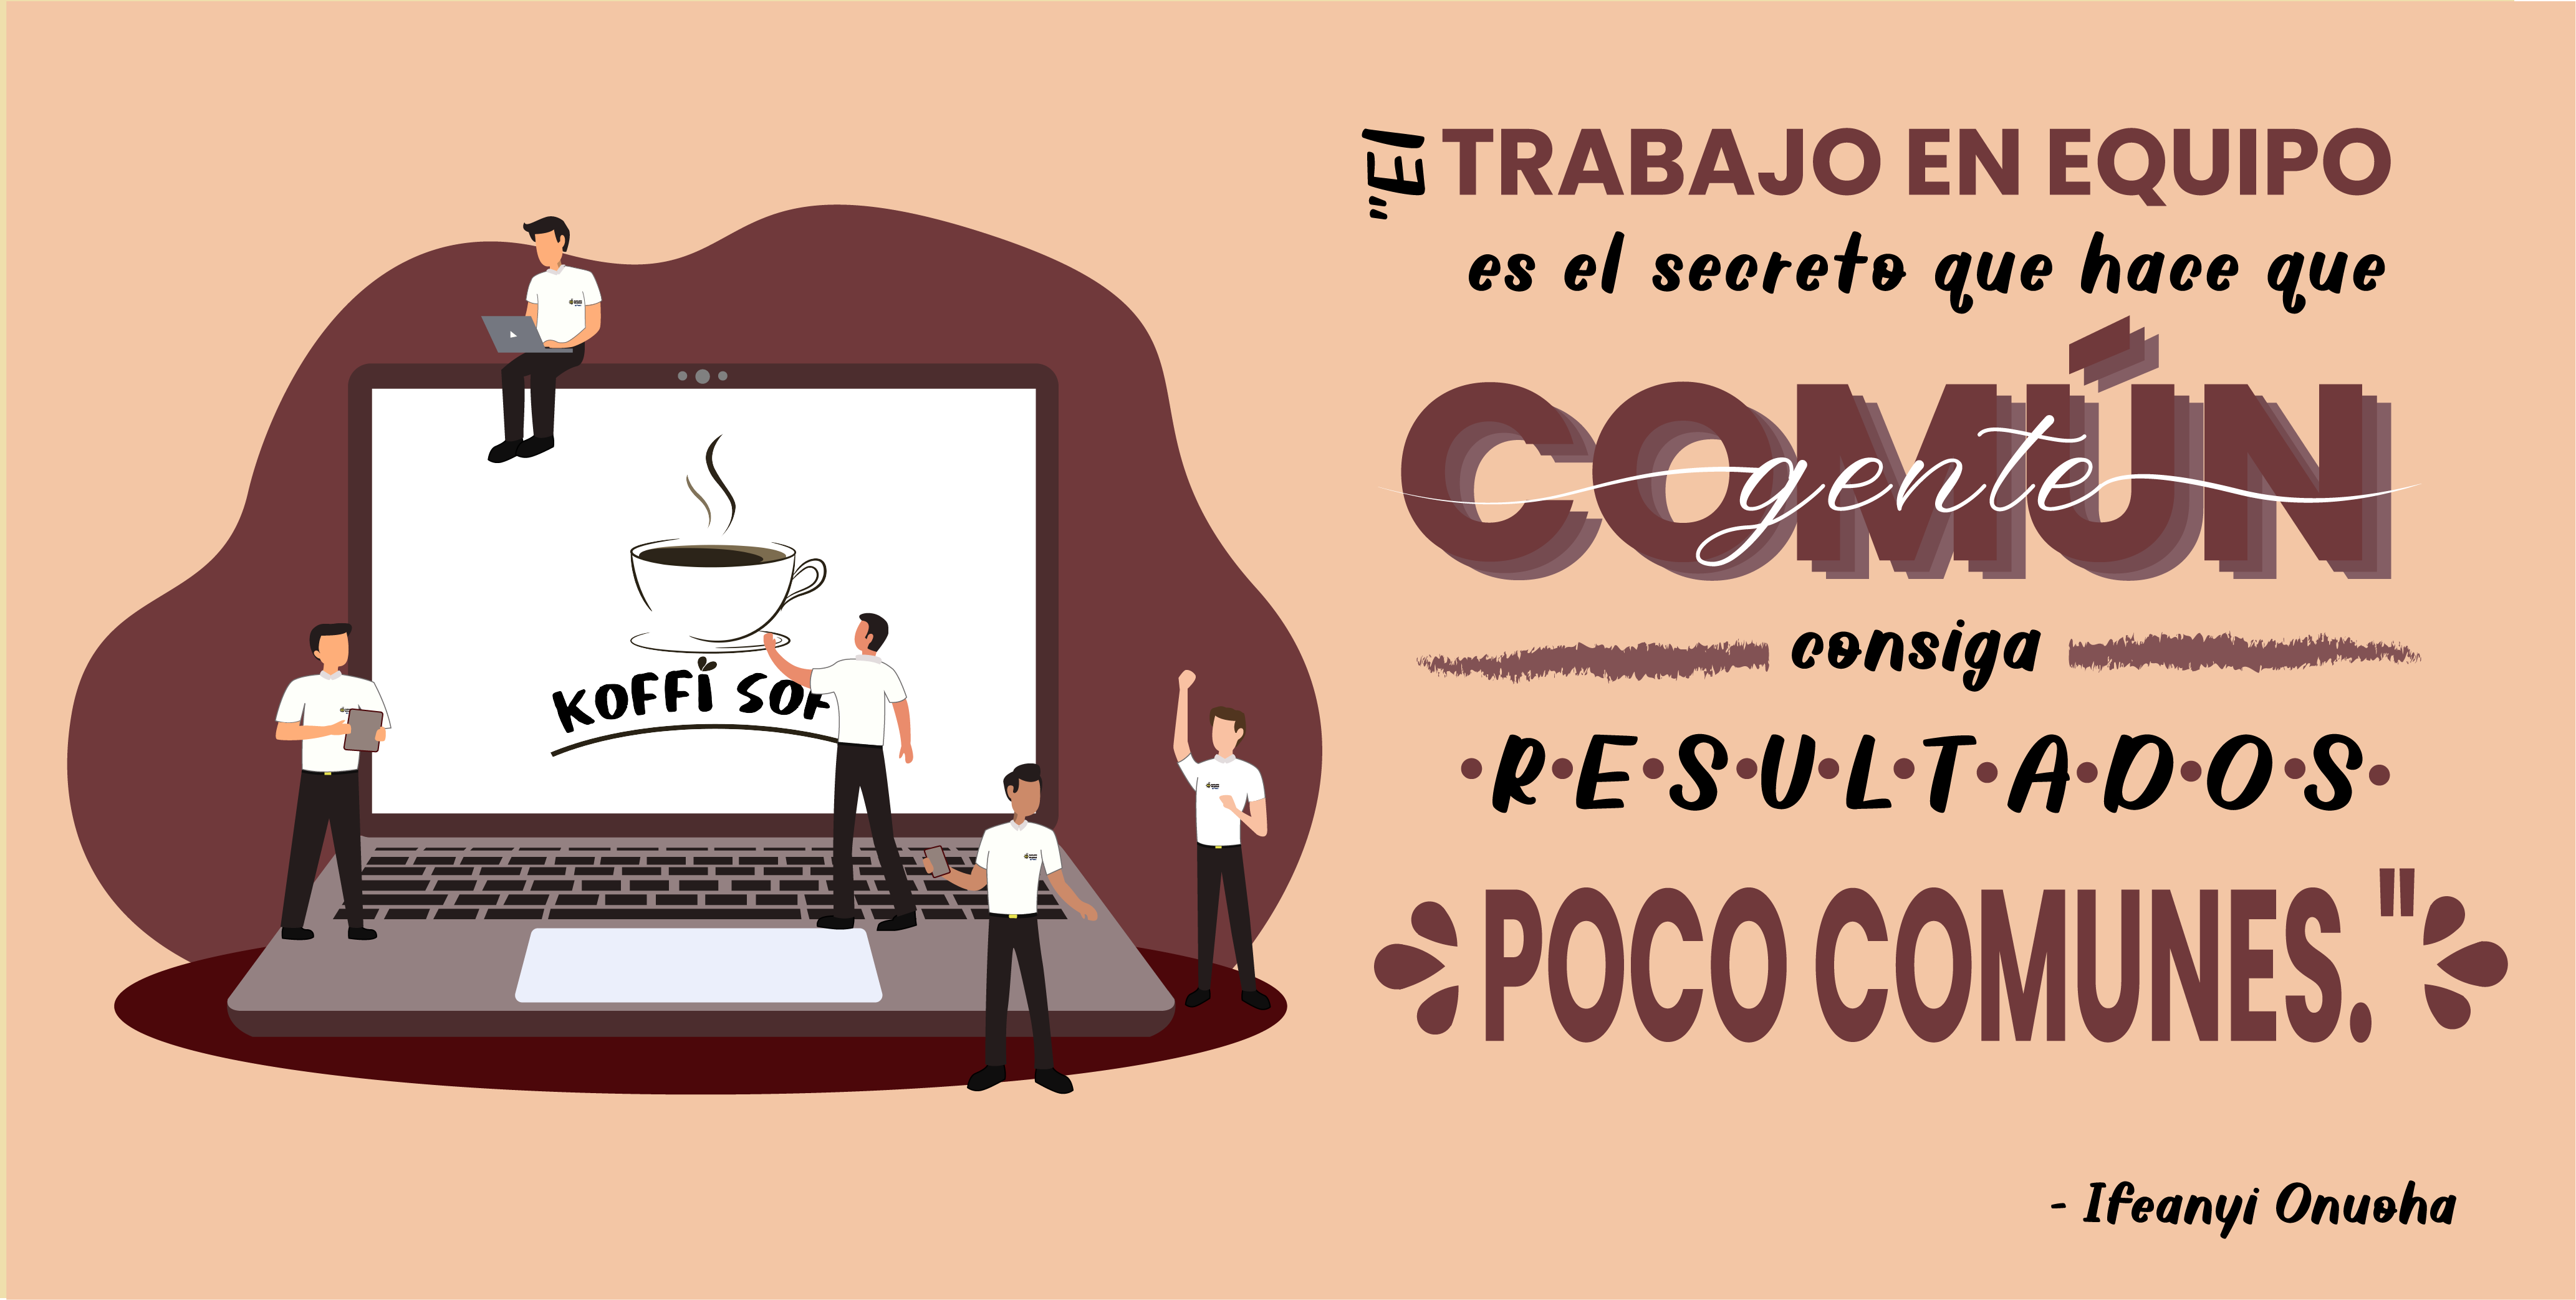 KOFFI SOF
"El TRABAJO EN EQUIPO
es el secreto que hace que
COMÚN
gente
consiga
•R•E•S•U•L•T•A•D•O•S•
POCO COMUNES."
- Ifeanyi Onuoha